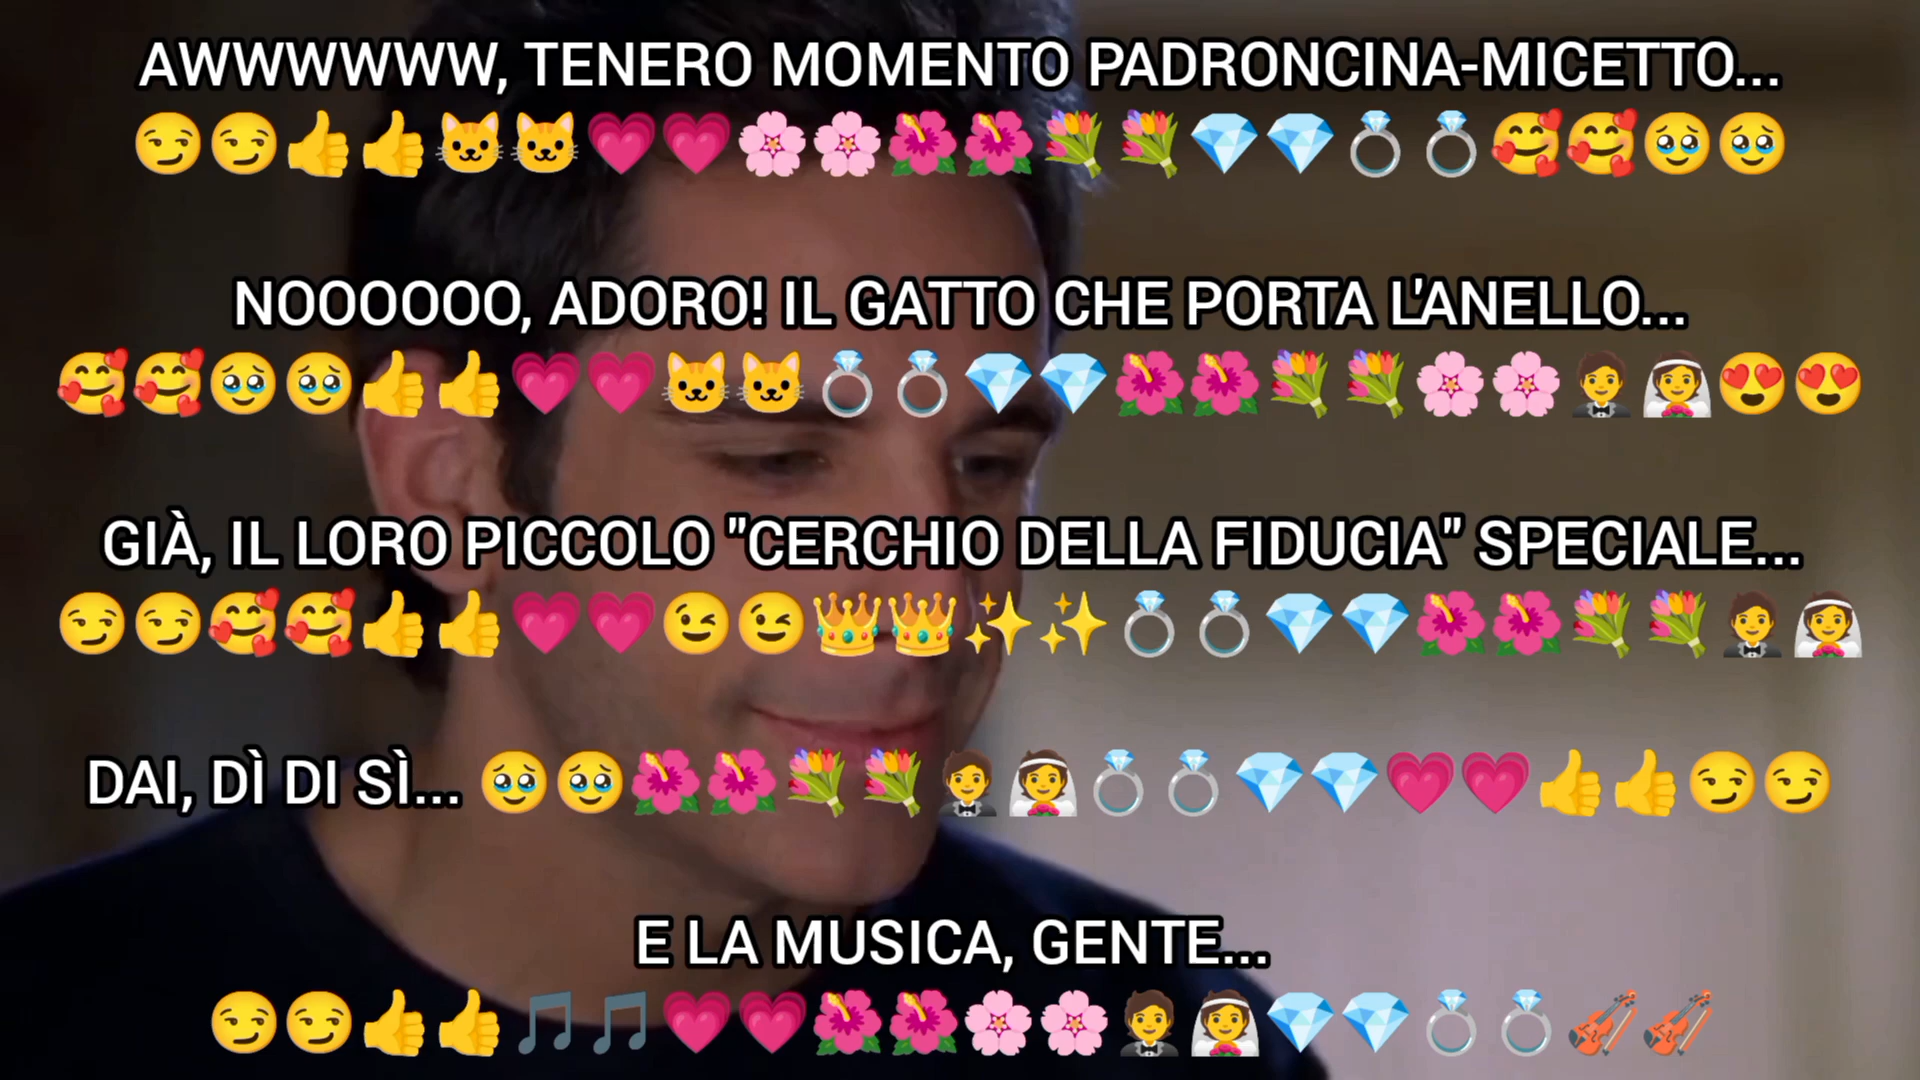 AWWWWWW, TENERO MOMENTO PADRONCINA-MICETTO...
😏😏👍👍🐱🐱💗💗🌸🌸🌺🌺💐💐💎💎💍💍🥰🥰🥹🥹
NOOOOOO, ADORO! IL GATTO CHE PORTA L'ANELLO...
🥰🥰🥹🥹👍👍💗💗🐱🐱💍💍💎💎🌺🌺💐💐🌸🌸🤵👰😍😍
GIÀ, IL LORO PICCOLO "CERCHIO DELLA FIDUCIA" SPECIALE...
😏😏🥰🥰👍👍💗💗😉😉👑👑✨✨💍💍💎💎🌺🌺💐💐🤵👰
DAI, DÌ DI SÌ... 🥹🥹🌺🌺💐💐🤵👰💍💍💎💎💗💗👍👍😏😏
E LA MUSICA, GENTE...
😏😏👍👍🎵🎵💗💗🌺🌺🌸🌸🤵👰💎💎💍💍🎻🎻